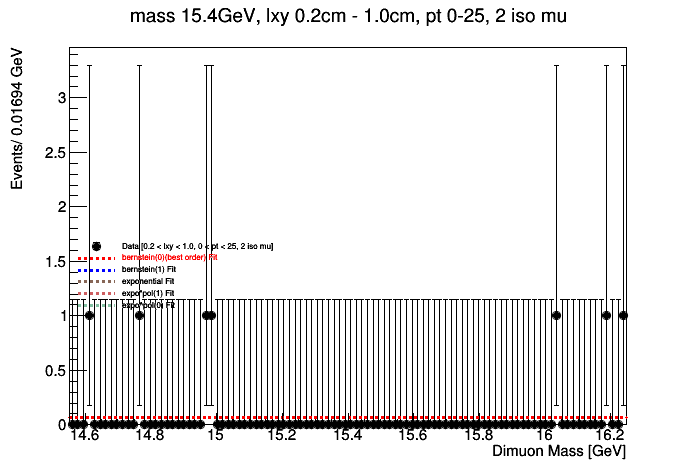 mass 15.4GeV, lxy 0.2cm - 1.0cm, pt 0-25, 2 iso mu
Events/ 0.01694 GeV
3
2.5
2
1.5
1
0.5
0
Data [0.2 < lxy < 1.0, 0 < pt < 25, 2 iso mu]
bernstein(0)(best order) Fit
bernstein(1) Fit
exponential Fit
expo*pol(1) Fit
expo*pol(0) Fit
14.6 14.8 15 15.2 15.4 15.6 15.8 16 16.2
Dimuon Mass [GeV]